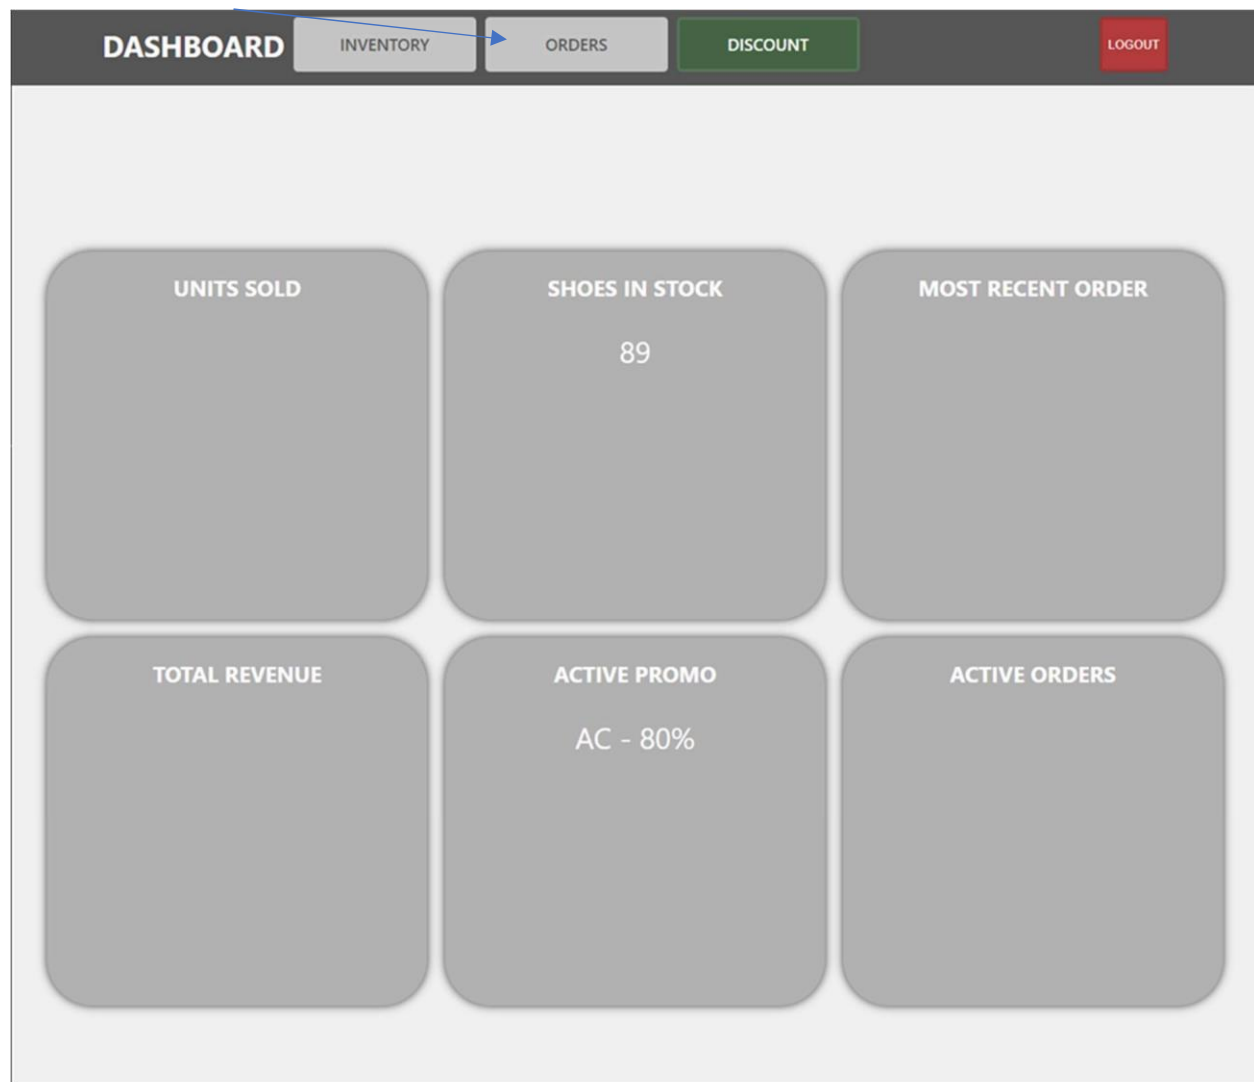 DASHBOARD INVENTORY ORDERS DISCOUNT LOGOUT
UNITS SOLD
SHOES IN STOCK
89
MOST RECENT ORDER
TOTAL REVENUE
ACTIVE PROMO
AC - 80%
ACTIVE ORDERS